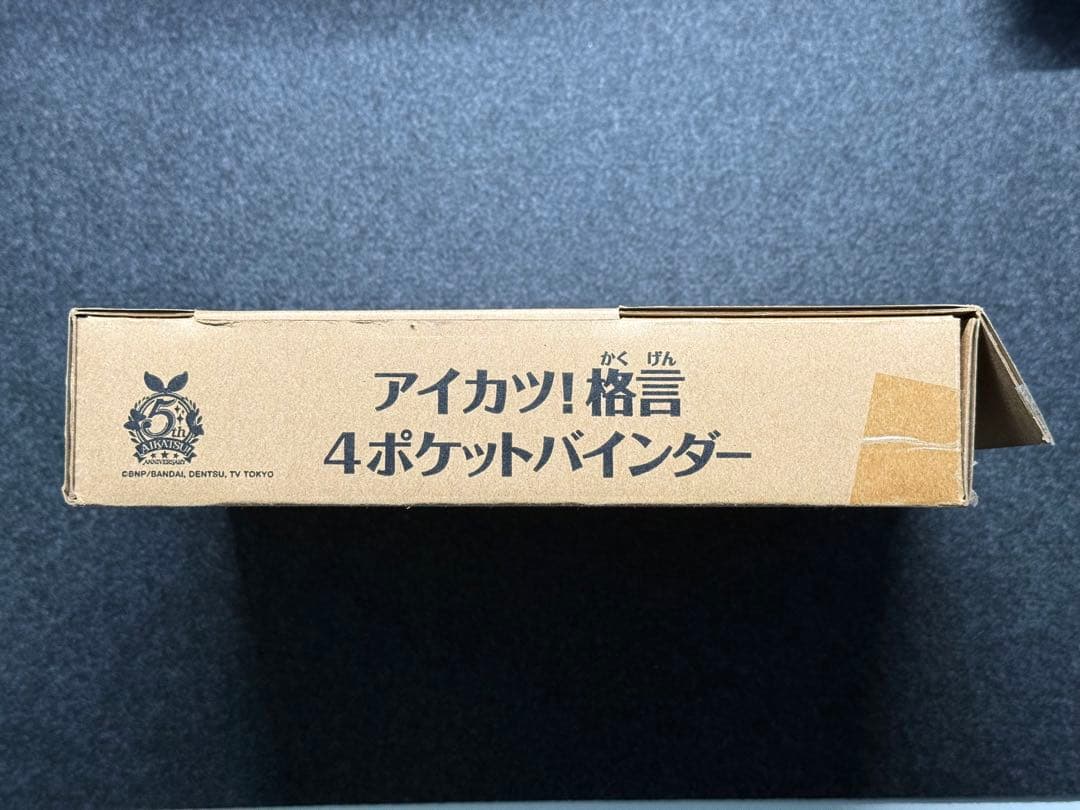 かく げん
アイカツ!格言
4ポケットバインダー
5th
AIKATSU!
ANNIVERSARY
©BNP/BANDAI, DENTSU, TV TOKYO